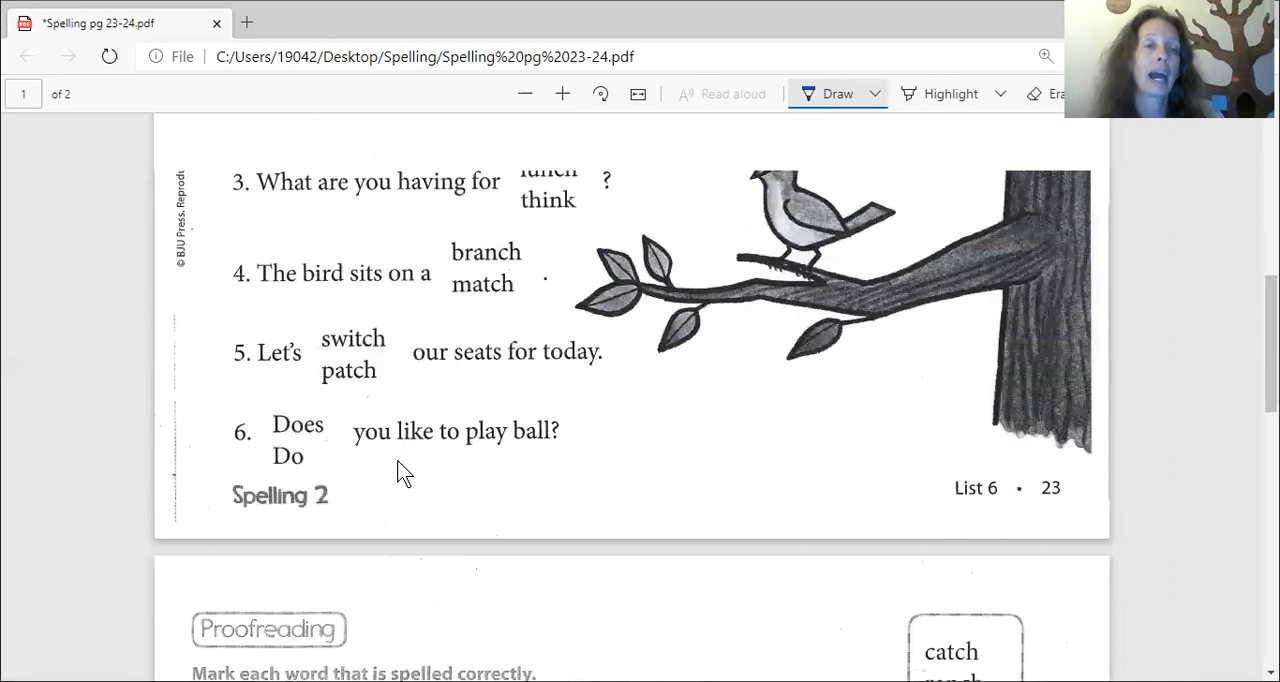 *Spelling pg 23-24.pdf
File C:/Users/19042/Desktop/Spelling/Spelling%20pg%2023-24.pdf
1 of 2 Read aloud Draw Highlight
© BJU Press.
3. What are you having for lunch ?
think
branch
4. The bird sits on a
match .
switch
5. Let's our seats for today.
patch
Does
6. you like to play ball?
Do
Spelling 2
List 6 • 23
Proofreading
Mark each word that is spelled correctly.
catch